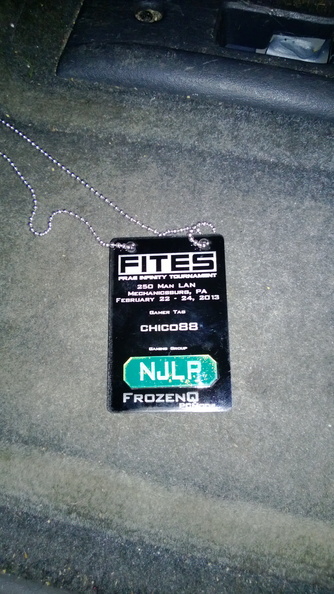 FITES
FRAG INFINITY TOURNAMENT
250 MAN LAN
MECHANICSBURG, PA
FEBRUARY 22 - 24, 2013
GAMER TAG
CHICO88
GAMING GROUP
NJLP
FROZENQ